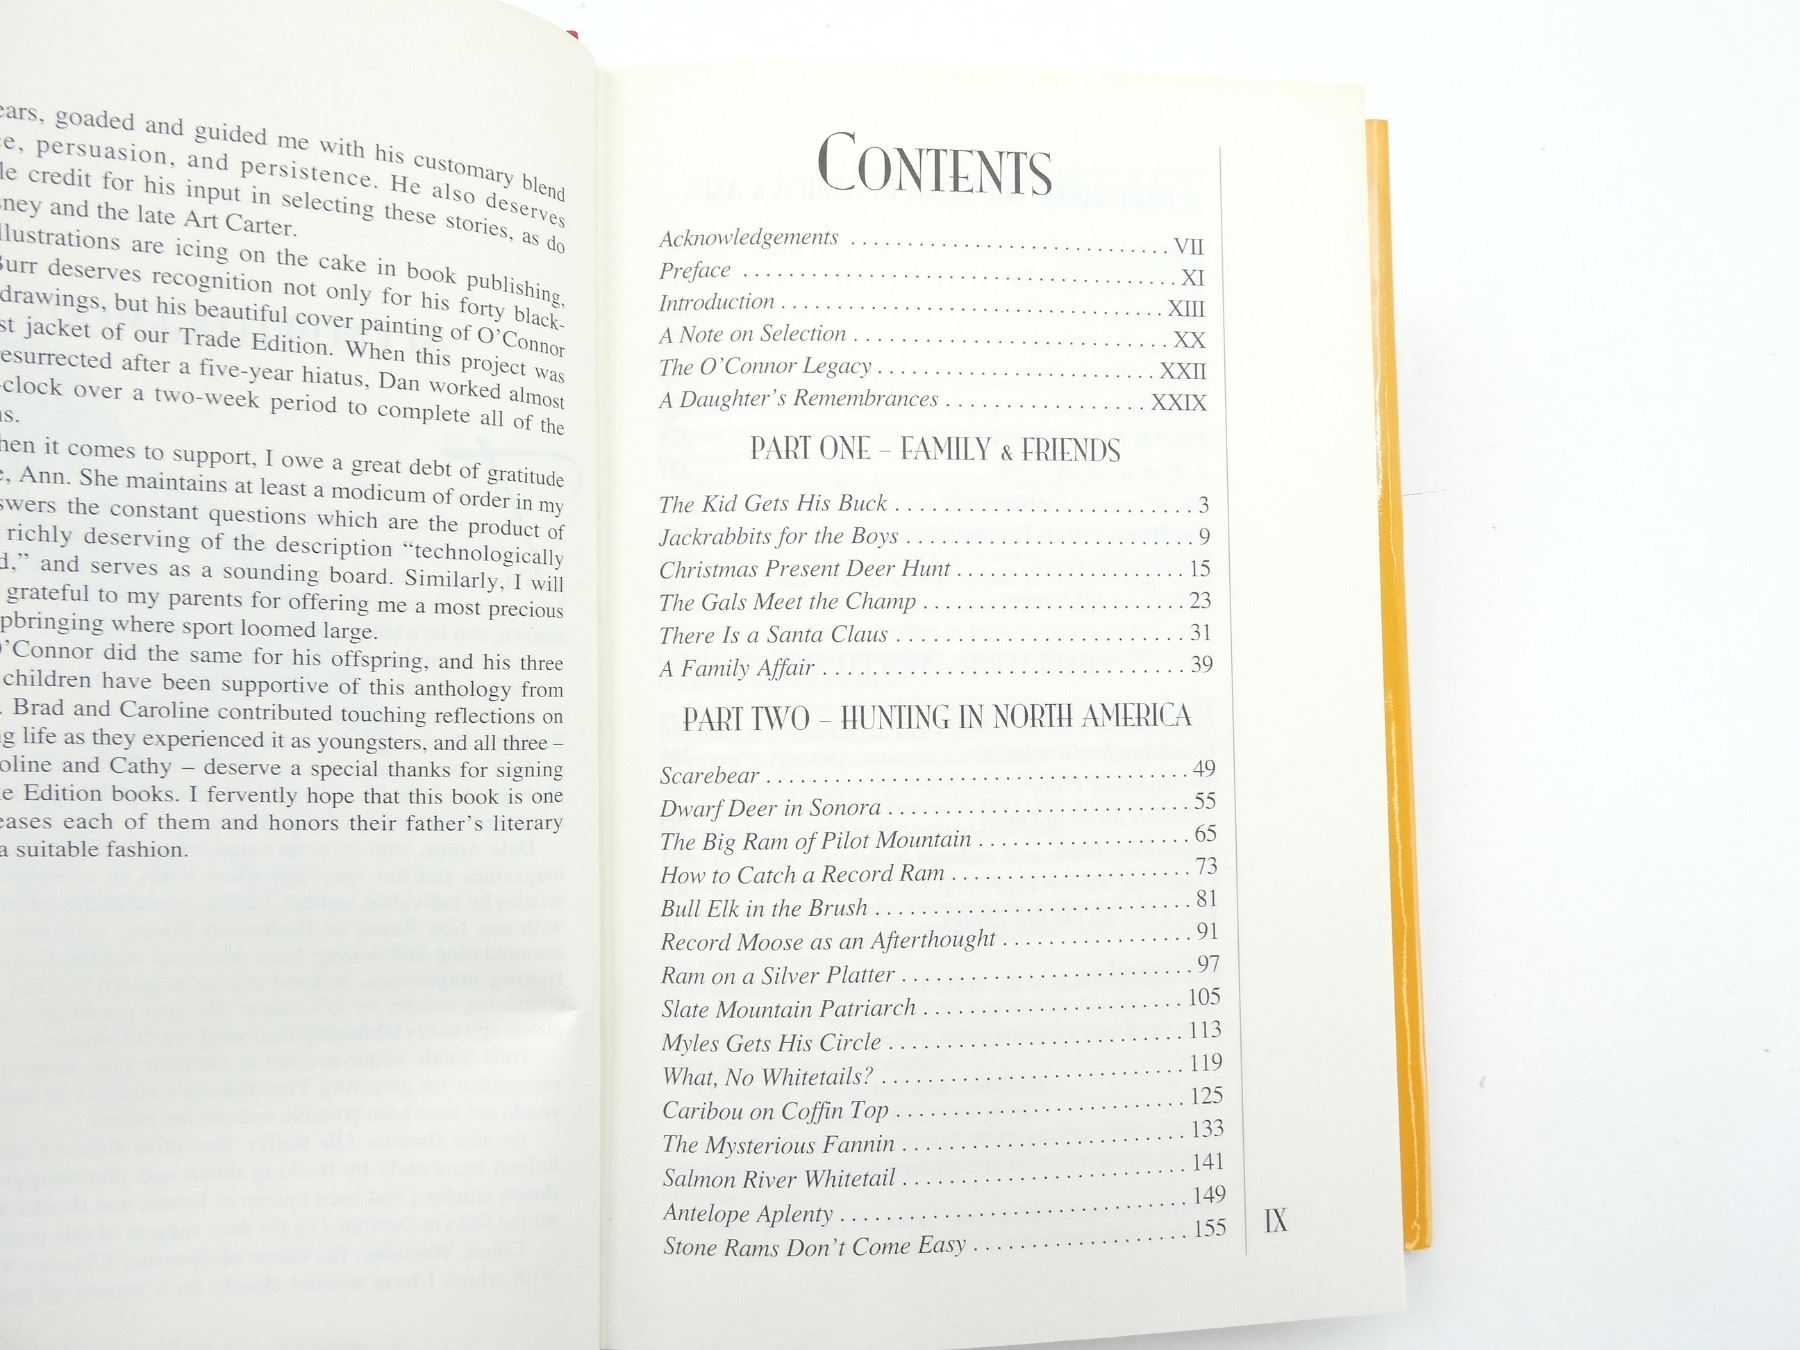 goaded and guided me with his customary blend
persuasion, and persistence. He also deserves
credit for his input in selecting these stories, as do
and the late Art Carter.
are icing on the cake in book publishing,
deserves recognition not only for his forty black-
drawings, but his beautiful cover painting of O'Connor
jacket of our Trade Edition. When this project was
after a five-year hiatus, Dan worked almost
-clock over a two-week period to complete all of the
it comes to support, I owe a great debt of gratitude
Ann. She maintains at least a modicum of order in my
the constant questions which are the product of
richly deserving of the description “technologically
and serves as a sounding board. Similarly, I will
grateful to my parents for offering me a most precious
where sport loomed large.
O'Connor did the same for his offspring, and his three
children have been supportive of this anthology from
Brad and Caroline contributed touching reflections on
life as they experienced it as youngsters, and all three –
and Cathy – deserve a special thanks for signing
Edition books. I fervently hope that this book is one
each of them and honors their father's literary
a suitable fashion.
CONTENTS
Acknowledgements . . . . . . . . . . . . . . . . . . . . . . . . . . . . VII
Preface . . . . . . . . . . . . . . . . . . . . . . . . . . . . . . . . . . . . . XI
Introduction . . . . . . . . . . . . . . . . . . . . . . . . . . . . . . . . . XIII
A Note on Selection . . . . . . . . . . . . . . . . . . . . . . . . . . . XX
The O'Connor Legacy . . . . . . . . . . . . . . . . . . . . . . . . XXII
A Daughter's Remembrances . . . . . . . . . . . . . . . . . . XXIX
PART ONE – FAMILY & FRIENDS
The Kid Gets His Buck . . . . . . . . . . . . . . . . . . . . . . . . . . 3
Jackrabbits for the Boys . . . . . . . . . . . . . . . . . . . . . . . . . 9
Christmas Present Deer Hunt . . . . . . . . . . . . . . . . . . . . 15
The Gals Meet the Champ . . . . . . . . . . . . . . . . . . . . . . 23
There Is a Santa Claus . . . . . . . . . . . . . . . . . . . . . . . . . 31
A Family Affair . . . . . . . . . . . . . . . . . . . . . . . . . . . . . . . 39
PART TWO – HUNTING IN NORTH AMERICA
Scarebear . . . . . . . . . . . . . . . . . . . . . . . . . . . . . . . . . . . . 49
Dwarf Deer in Sonora . . . . . . . . . . . . . . . . . . . . . . . . . . 55
The Big Ram of Pilot Mountain . . . . . . . . . . . . . . . . . . 65
How to Catch a Record Ram . . . . . . . . . . . . . . . . . . . . 73
Bull Elk in the Brush . . . . . . . . . . . . . . . . . . . . . . . . . . . 81
Record Moose as an Afterthought . . . . . . . . . . . . . . . . 91
Ram on a Silver Platter . . . . . . . . . . . . . . . . . . . . . . . . . 97
Slate Mountain Patriarch . . . . . . . . . . . . . . . . . . . . . . 105
Myles Gets His Circle . . . . . . . . . . . . . . . . . . . . . . . . . 113
What, No Whitetails? . . . . . . . . . . . . . . . . . . . . . . . . . . 119
Caribou on Coffin Top . . . . . . . . . . . . . . . . . . . . . . . . . 125
The Mysterious Fannin . . . . . . . . . . . . . . . . . . . . . . . . 133
Salmon River Whitetail . . . . . . . . . . . . . . . . . . . . . . . . 141
Antelope Aplenty . . . . . . . . . . . . . . . . . . . . . . . . . . . . . 149
Stone Rams Don't Come Easy . . . . . . . . . . . . . . . . . . 155
IX